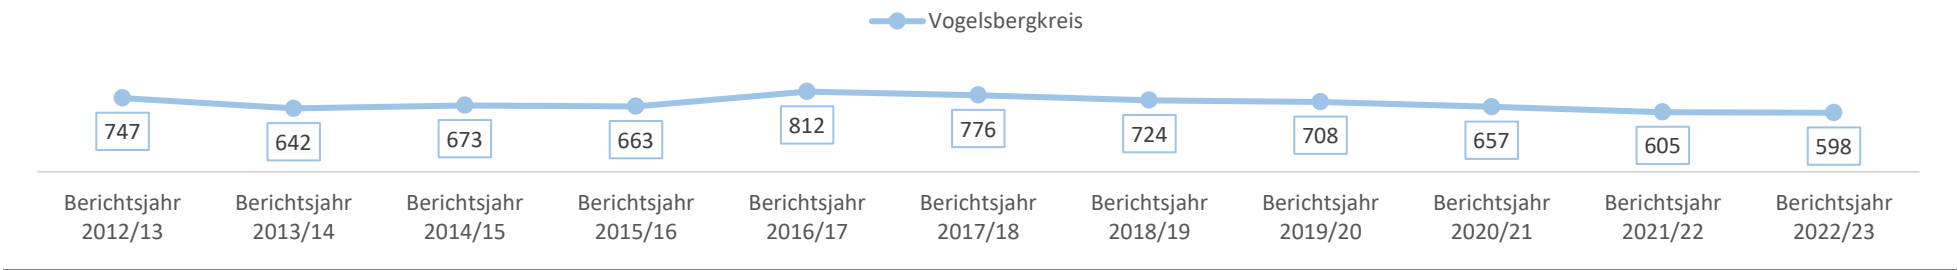 Vogelsbergkreis
747
642
673
663
812
776
724
708
657
605
598
Berichtsjahr 2012/13
Berichtsjahr 2013/14
Berichtsjahr 2014/15
Berichtsjahr 2015/16
Berichtsjahr 2016/17
Berichtsjahr 2017/18
Berichtsjahr 2018/19
Berichtsjahr 2019/20
Berichtsjahr 2020/21
Berichtsjahr 2021/22
Berichtsjahr 2022/23